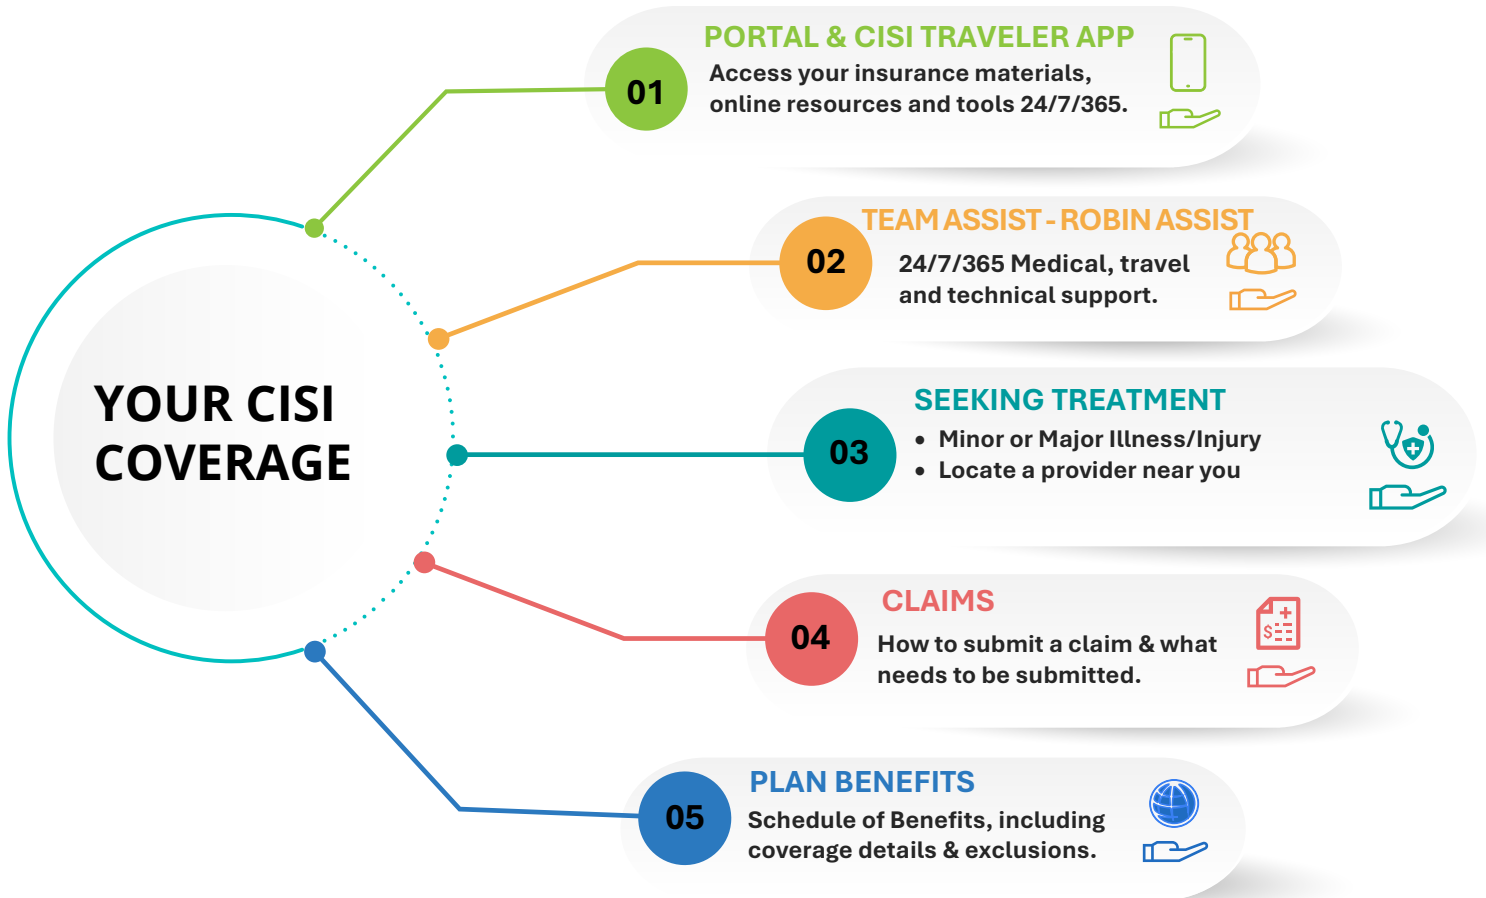 YOUR CISI
COVERAGE
01
PORTAL & CISI TRAVELER APP
Access your insurance materials,
online resources and tools 24/7/365.
02
TEAM ASSIST - ROBIN ASSIST
24/7/365 Medical, travel
and technical support.
03
SEEKING TREATMENT
• Minor or Major Illness/Injury
• Locate a provider near you
04
CLAIMS
How to submit a claim & what
needs to be submitted.
$
05
PLAN BENEFITS
Schedule of Benefits, including
coverage details & exclusions.